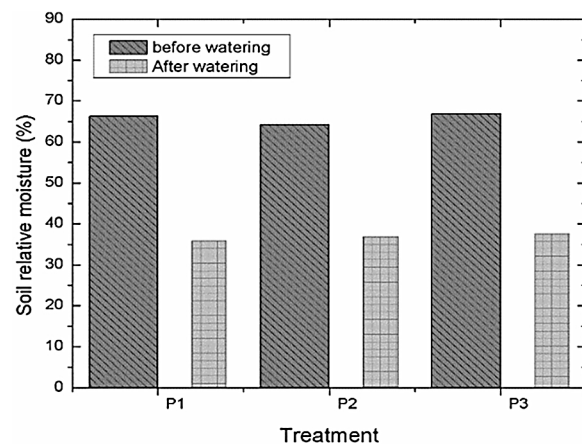 90
80
70
60
50
40
30
20
10
0
Soil relative moisture (%)
before watering
After watering
P1 P2 P3
Treatment